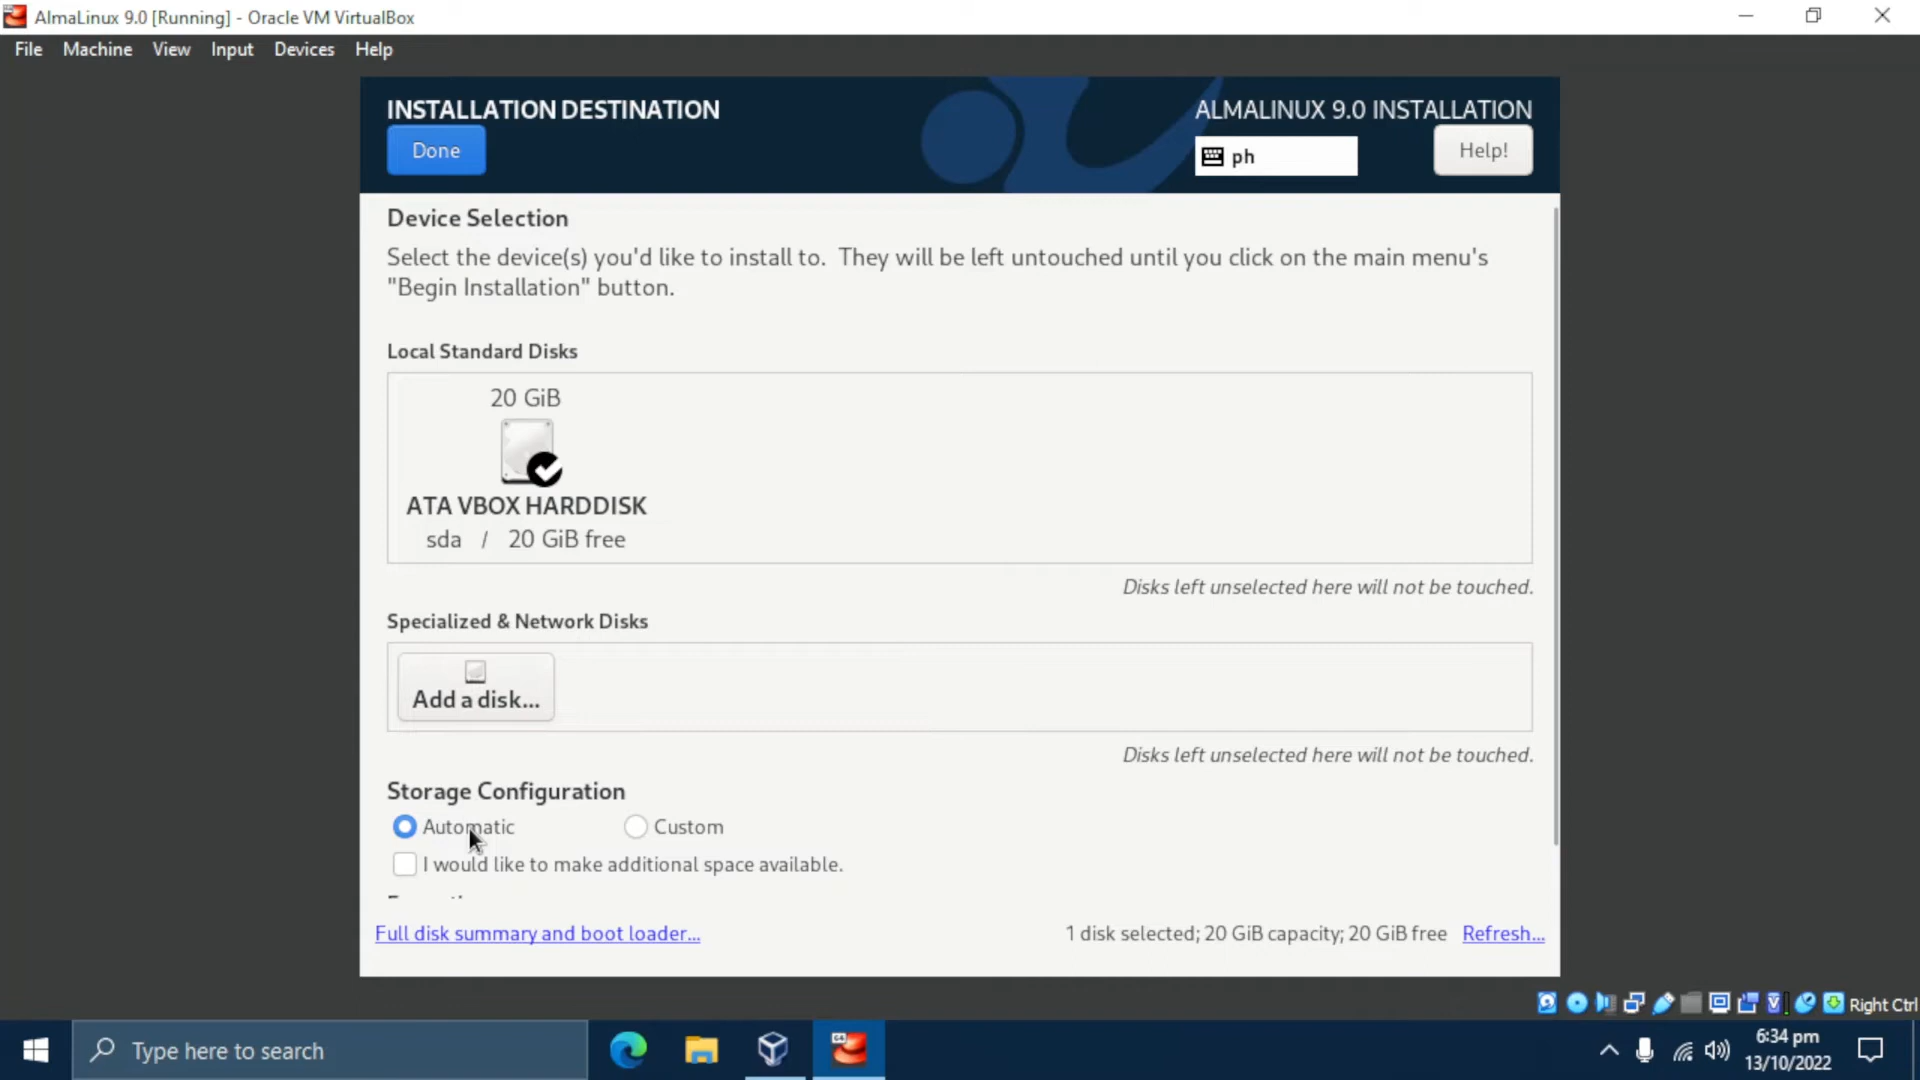 AlmaLinux 9.0 [Running] - Oracle VM VirtualBox
File Machine View Input Devices Help
INSTALLATION DESTINATION
ALMALINUX 9.0 INSTALLATION
Done
ph
Help!
Device Selection
Select the device(s) you'd like to install to. They will be left untouched until you click on the main menu's
"Begin Installation" button.
Local Standard Disks
20 GiB
ATA VBOX HARDDISK
sda / 20 GiB free
Disks left unselected here will not be touched.
Specialized & Network Disks
Add a disk...
Disks left unselected here will not be touched.
Storage Configuration
Automatic Custom
I would like to make additional space available.
Full disk summary and boot loader...
1 disk selected; 20 GiB capacity; 20 GiB free Refresh...
Right Ctrl
Type here to search
6:34 pm
13/10/2022